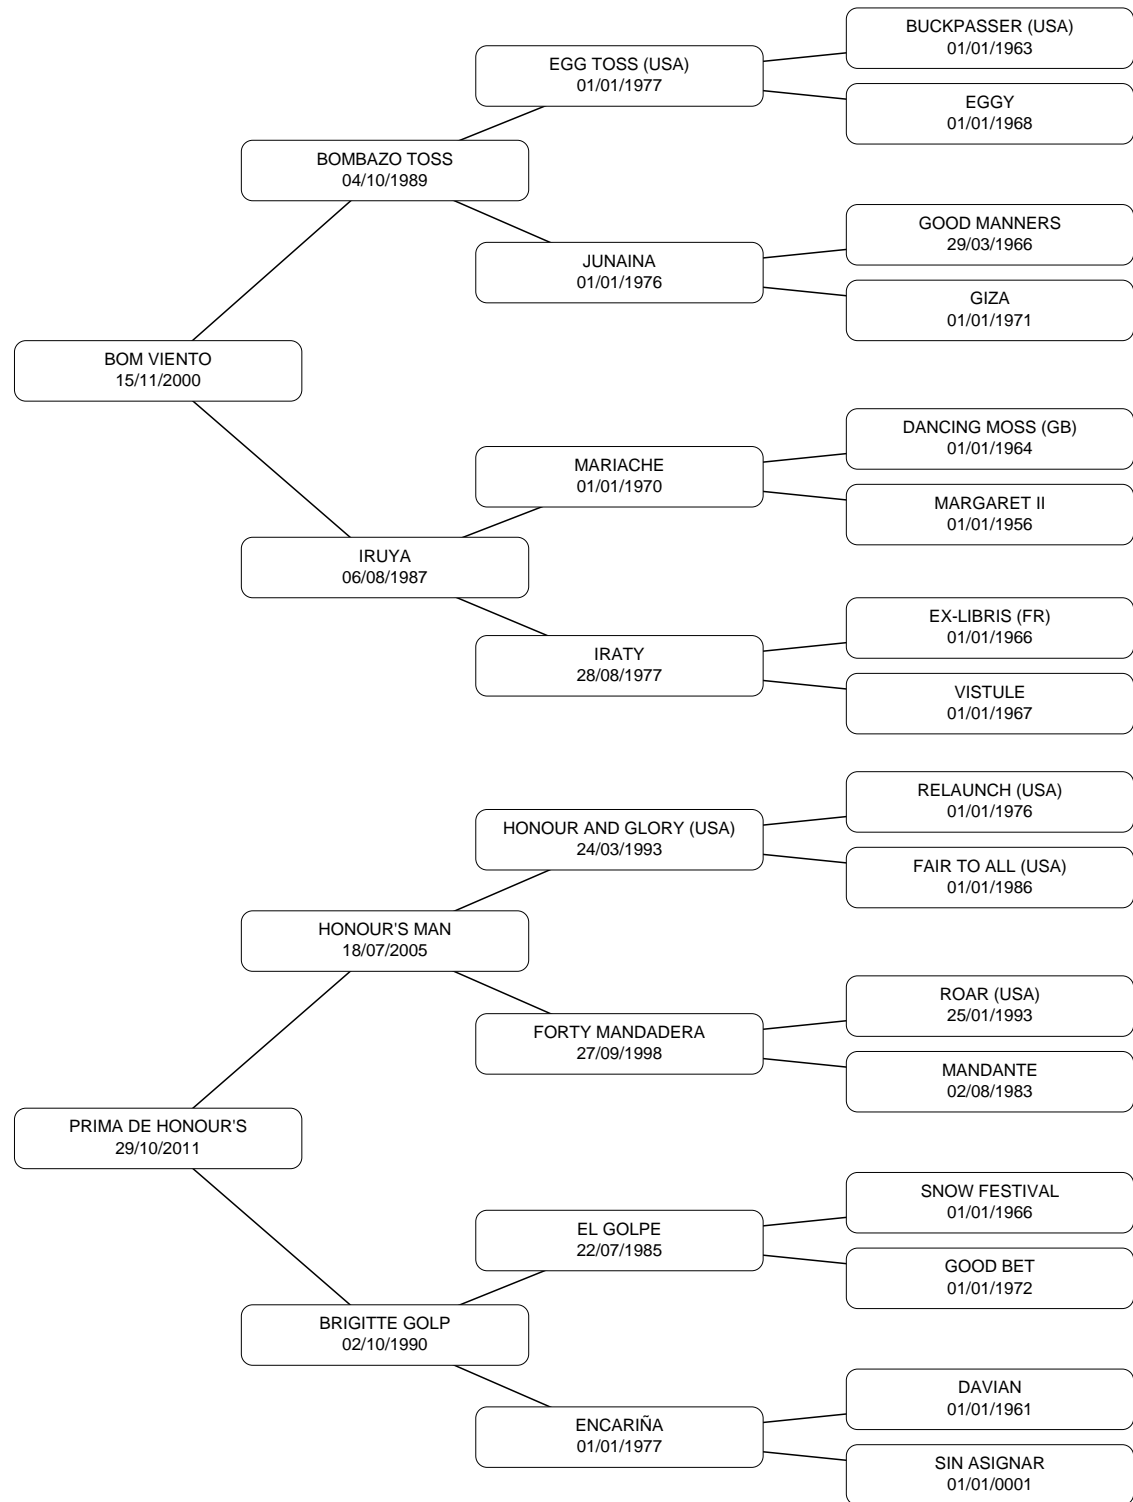 BUCKPASSER (USA)
01/01/1963
EGG TOSS (USA)
01/01/1977
EGGY
01/01/1968
BOMBAZO TOSS
04/10/1989
GOOD MANNERS
29/03/1966
JUNAINA
01/01/1976
GIZA
01/01/1971
BOM VIENTO
15/11/2000
DANCING MOSS (GB)
01/01/1964
MARIACHE
01/01/1970
MARGARET II
01/01/1956
IRUYA
06/08/1987
EX-LIBRIS (FR)
01/01/1966
IRATY
28/08/1977
VISTULE
01/01/1967
RELAUNCH (USA)
01/01/1976
HONOUR AND GLORY (USA)
24/03/1993
FAIR TO ALL (USA)
01/01/1986
HONOUR'S MAN
18/07/2005
ROAR (USA)
25/01/1993
FORTY MANDADERA
27/09/1998
MANDANTE
02/08/1983
PRIMA DE HONOUR'S
29/10/2011
SNOW FESTIVAL
01/01/1966
EL GOLPE
22/07/1985
GOOD BET
01/01/1972
BRIGITTE GOLP
02/10/1990
DAVIAN
01/01/1961
ENCARIÑA
01/01/1977
SIN ASIGNAR
01/01/0001